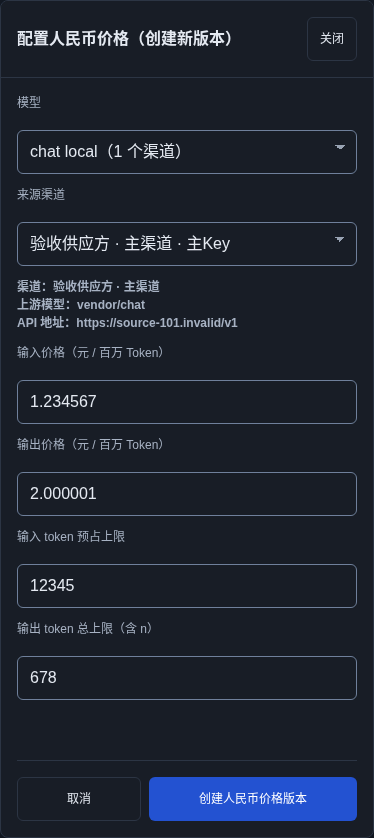 配置人民币价格（创建新版本）
关闭
模型
chat local（1 个渠道）
来源渠道
验收供应方 · 主渠道 · 主Key
渠道：验收供应方 · 主渠道
上游模型：vendor/chat
API 地址：https://source-101.invalid/v1
输入价格（元 / 百万 Token）
1.234567
输出价格（元 / 百万 Token）
2.000001
输入 token 预占上限
12345
输出 token 总上限（含 n）
678
取消
创建人民币价格版本